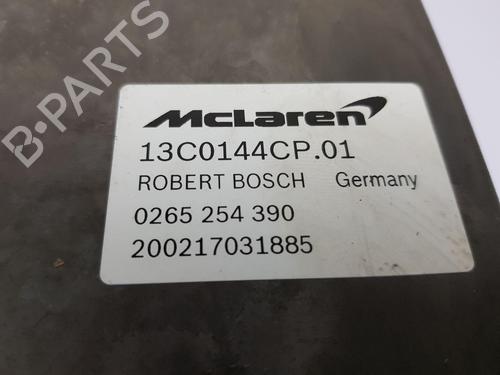 B-PARTS
McLaren
13C0144CP.01
ROBERT BOSCH Germany
0265 254 390
200217031885